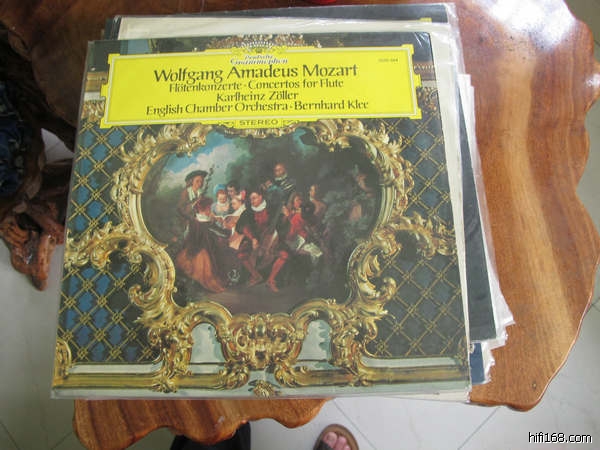 Deutsche
Grammophon
Wolfgang Amadeus Mozart
Flötenkonzerte · Concertos for Flute
Karlheinz Zöller
English Chamber Orchestra · Bernhard Klee
STEREO
hifi168.com